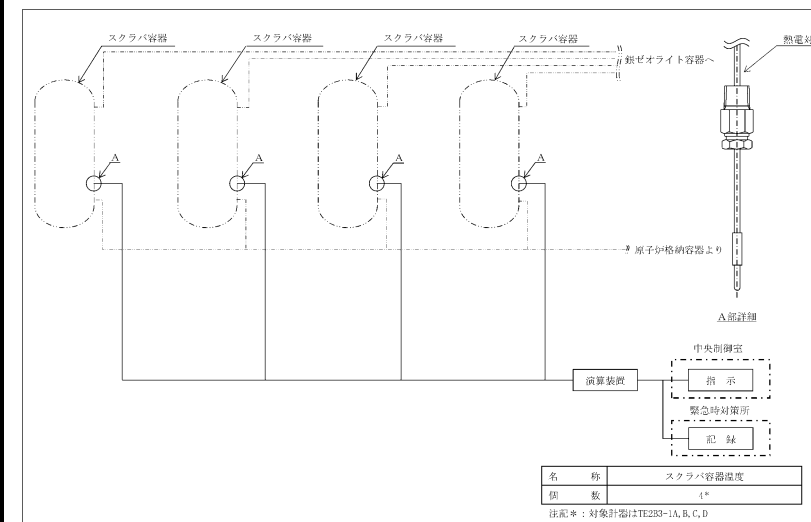 スクラバ容器
スクラバ容器
スクラバ容器
スクラバ容器
熱電対
銀ゼオライト容器へ
A
A
A
A
原子炉格納容器より
A部詳細
中央制御室
演算装置
指 示
緊急時対策所
記 録
名 称 スクラバ容器温度
個 数 4*
注記*:対象計器はTE2B3-1A,B,C,D